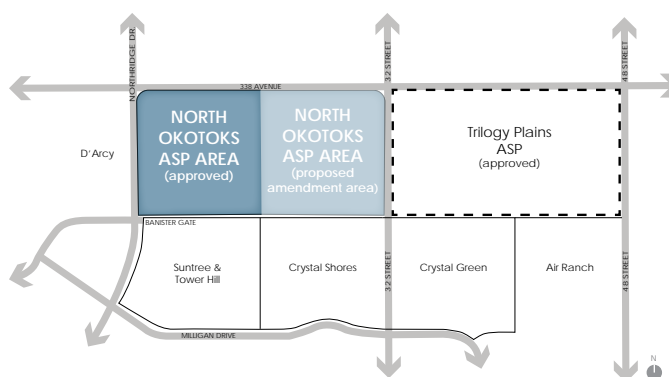 NORTHRIDGE DR.
32 STREET
48 STREET
338 AVENUE
D'Arcy
NORTH
OKOTOKS
ASP AREA
(approved)
NORTH
OKOTOKS
ASP AREA
(proposed
amendment area)
Trilogy Plains
ASP
(approved)
BANISTER GATE
Suntree &
Tower Hill
Crystal Shores
32 STREET
Crystal Green
Air Ranch
48 STREET
MILLIGAN DRIVE
N